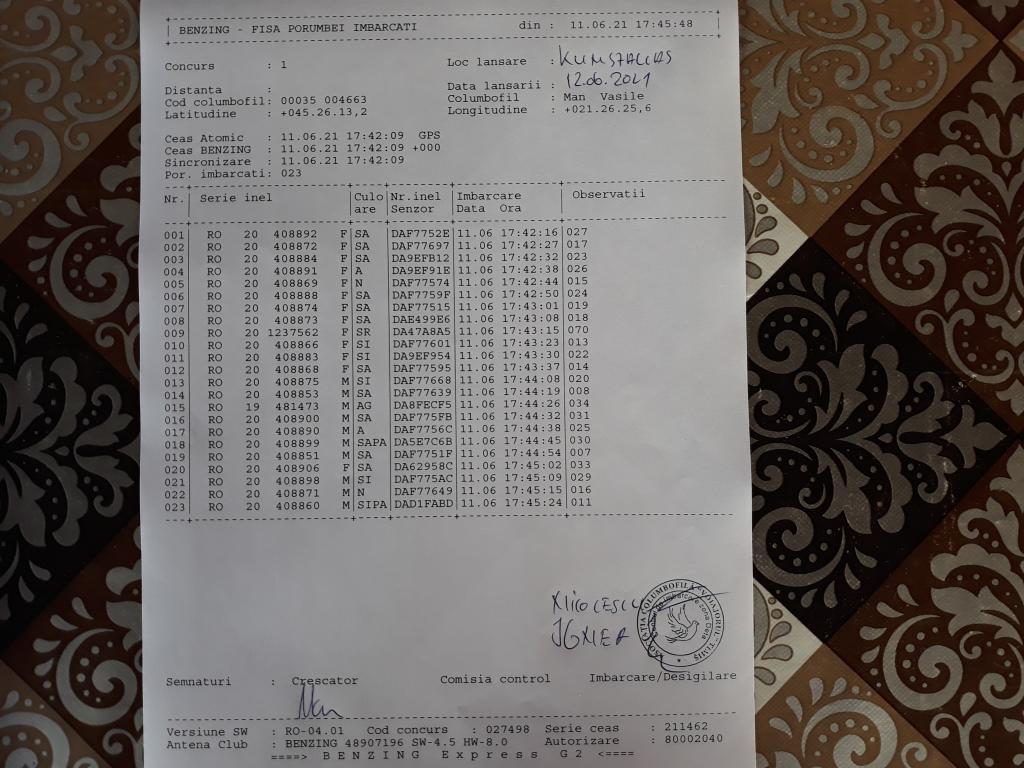 BENZING - FISA PORUMBEI IMBARCATI din : 11.06.21 17:45:48
Concurs : 1 Loc lansare :
Distanta : Data lansarii : 12.06.2021
Cod columbofil: 00035 004663 Columbofil : Man Vasile
Latitudine : +045.26.13,2 Longitudine : +021.26.25,6
Ceas Atomic : 11.06.21 17:42:09 GPS
Ceas BENZING : 11.06.21 17:42:09 +000
Sincronizare : 11.06.21 17:42:09
Por. imbarcati: 023
Nr. Serie inel Culo Nr.inel Imbarcare Observatii
are Senzor Data Ora
001 RO 20 408892 F SA DAF7752E 11.06 17:42:16 027
002 RO 20 408872 F SA DAF77697 11.06 17:42:27 017
003 RO 20 408884 F SA DA9EFB12 11.06 17:42:32 023
004 RO 20 408891 F A DA9EF91E 11.06 17:42:38 026
005 RO 20 408869 F N DAF77574 11.06 17:42:44 015
006 RO 20 408888 F SA DAF7759F 11.06 17:42:50 024
007 RO 20 408874 F SA DAF77515 11.06 17:43:01 019
008 RO 20 408873 F SA DAE499E6 11.06 17:43:08 018
009 RO 20 1237562 F SR DA47A8A5 11.06 17:43:15 070
010 RO 20 408866 F SI DAF77601 11.06 17:43:23 013
011 RO 20 408883 F SI DA9EF954 11.06 17:43:30 022
012 RO 20 408868 F SA DAF77595 11.06 17:43:37 014
013 RO 20 408875 M SI DAF77668 11.06 17:44:08 020
014 RO 20 408853 M SA DAF77639 11.06 17:44:19 008
015 RO 19 481473 M AG DA8FECF5 11.06 17:44:26 034
016 RO 20 408900 M SA DAF775FB 11.06 17:44:32 031
017 RO 20 408890 M A DAF7756C 11.06 17:44:38 025
018 RO 20 408899 M SAPA DA5E7C6B 11.06 17:44:45 030
019 RO 20 408851 M SA DAF7751F 11.06 17:44:54 007
020 RO 20 408906 F SA DA62958C 11.06 17:45:02 033
021 RO 20 408898 M SI DAF775AC 11.06 17:45:09 029
022 RO 20 408871 M N DAF77649 11.06 17:45:15 016
023 RO 20 408860 M SIPA DAD1FABD 11.06 17:45:24 011
Semnaturi : Crescator Comisia control Imbarcare/Desigilare
Versiune SW : RO-04.01 Cod concurs : 027498 Serie ceas : 211462
Antena Club : BENZING 48907196 SW-4.5 HW-8.0 Autorizare : 80002040
====> BENZING Express G2 <====